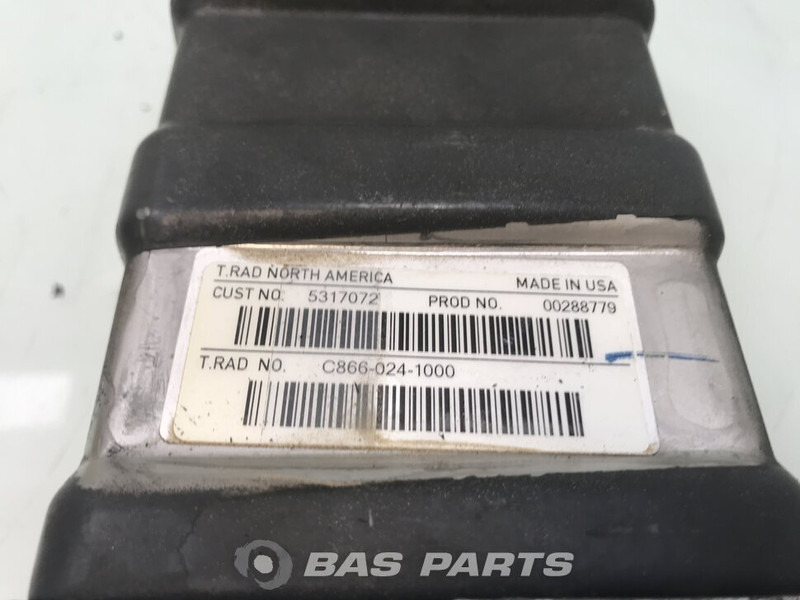 T.RAD NORTH AMERICA MADE IN USA
CUST NO. 5317072 PROD NO. 00288779
T.RAD NO. C866-024-1000
BAS PARTS